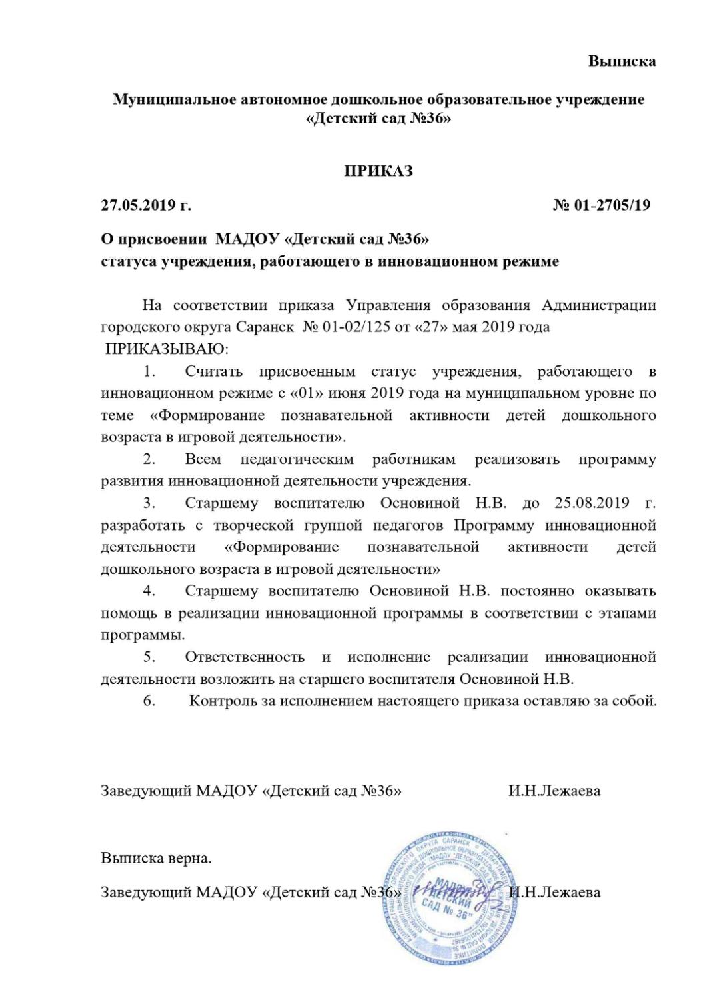 Выписка
Муниципальное автономное дошкольное образовательное учреждение
«Детский сад №36»
ПРИКАЗ
27.05.2019 г. № 01-2705/19
О присвоении МАДОУ «Детский сад №36»
статуса учреждения, работающего в инновационном режиме
На соответствии приказа Управления образования Администрации
городского округа Саранск № 01-02/125 от «27» мая 2019 года
ПРИКАЗЫВАЮ:
1. Считать присвоенным статус учреждения, работающего в
инновационном режиме с «01» июня 2019 года на муниципальном уровне по
теме «Формирование познавательной активности детей дошкольного
возраста в игровой деятельности».
2. Всем педагогическим работникам реализовать программу
развития инновационной деятельности учреждения.
3. Старшему воспитателю Основиной Н.В. до 25.08.2019 г.
разработать с творческой группой педагогов Программу инновационной
деятельности «Формирование познавательной активности детей
дошкольного возраста в игровой деятельности»
4. Старшему воспитателю Основиной Н.В. постоянно оказывать
помощь в реализации инновационной программы в соответствии с этапами
программы.
5. Ответственность и исполнение реализации инновационной
деятельности возложить на старшего воспитателя Основиной Н.В.
6. Контроль за исполнением настоящего приказа оставляю за собой.
Заведующий МАДОУ «Детский сад №36» И.Н.Лежаева
Выписка верна.
Заведующий МАДОУ «Детский сад №36» И.Н.Лежаева
МАДОУ
"ДЕТСКИЙ
САД № 36"